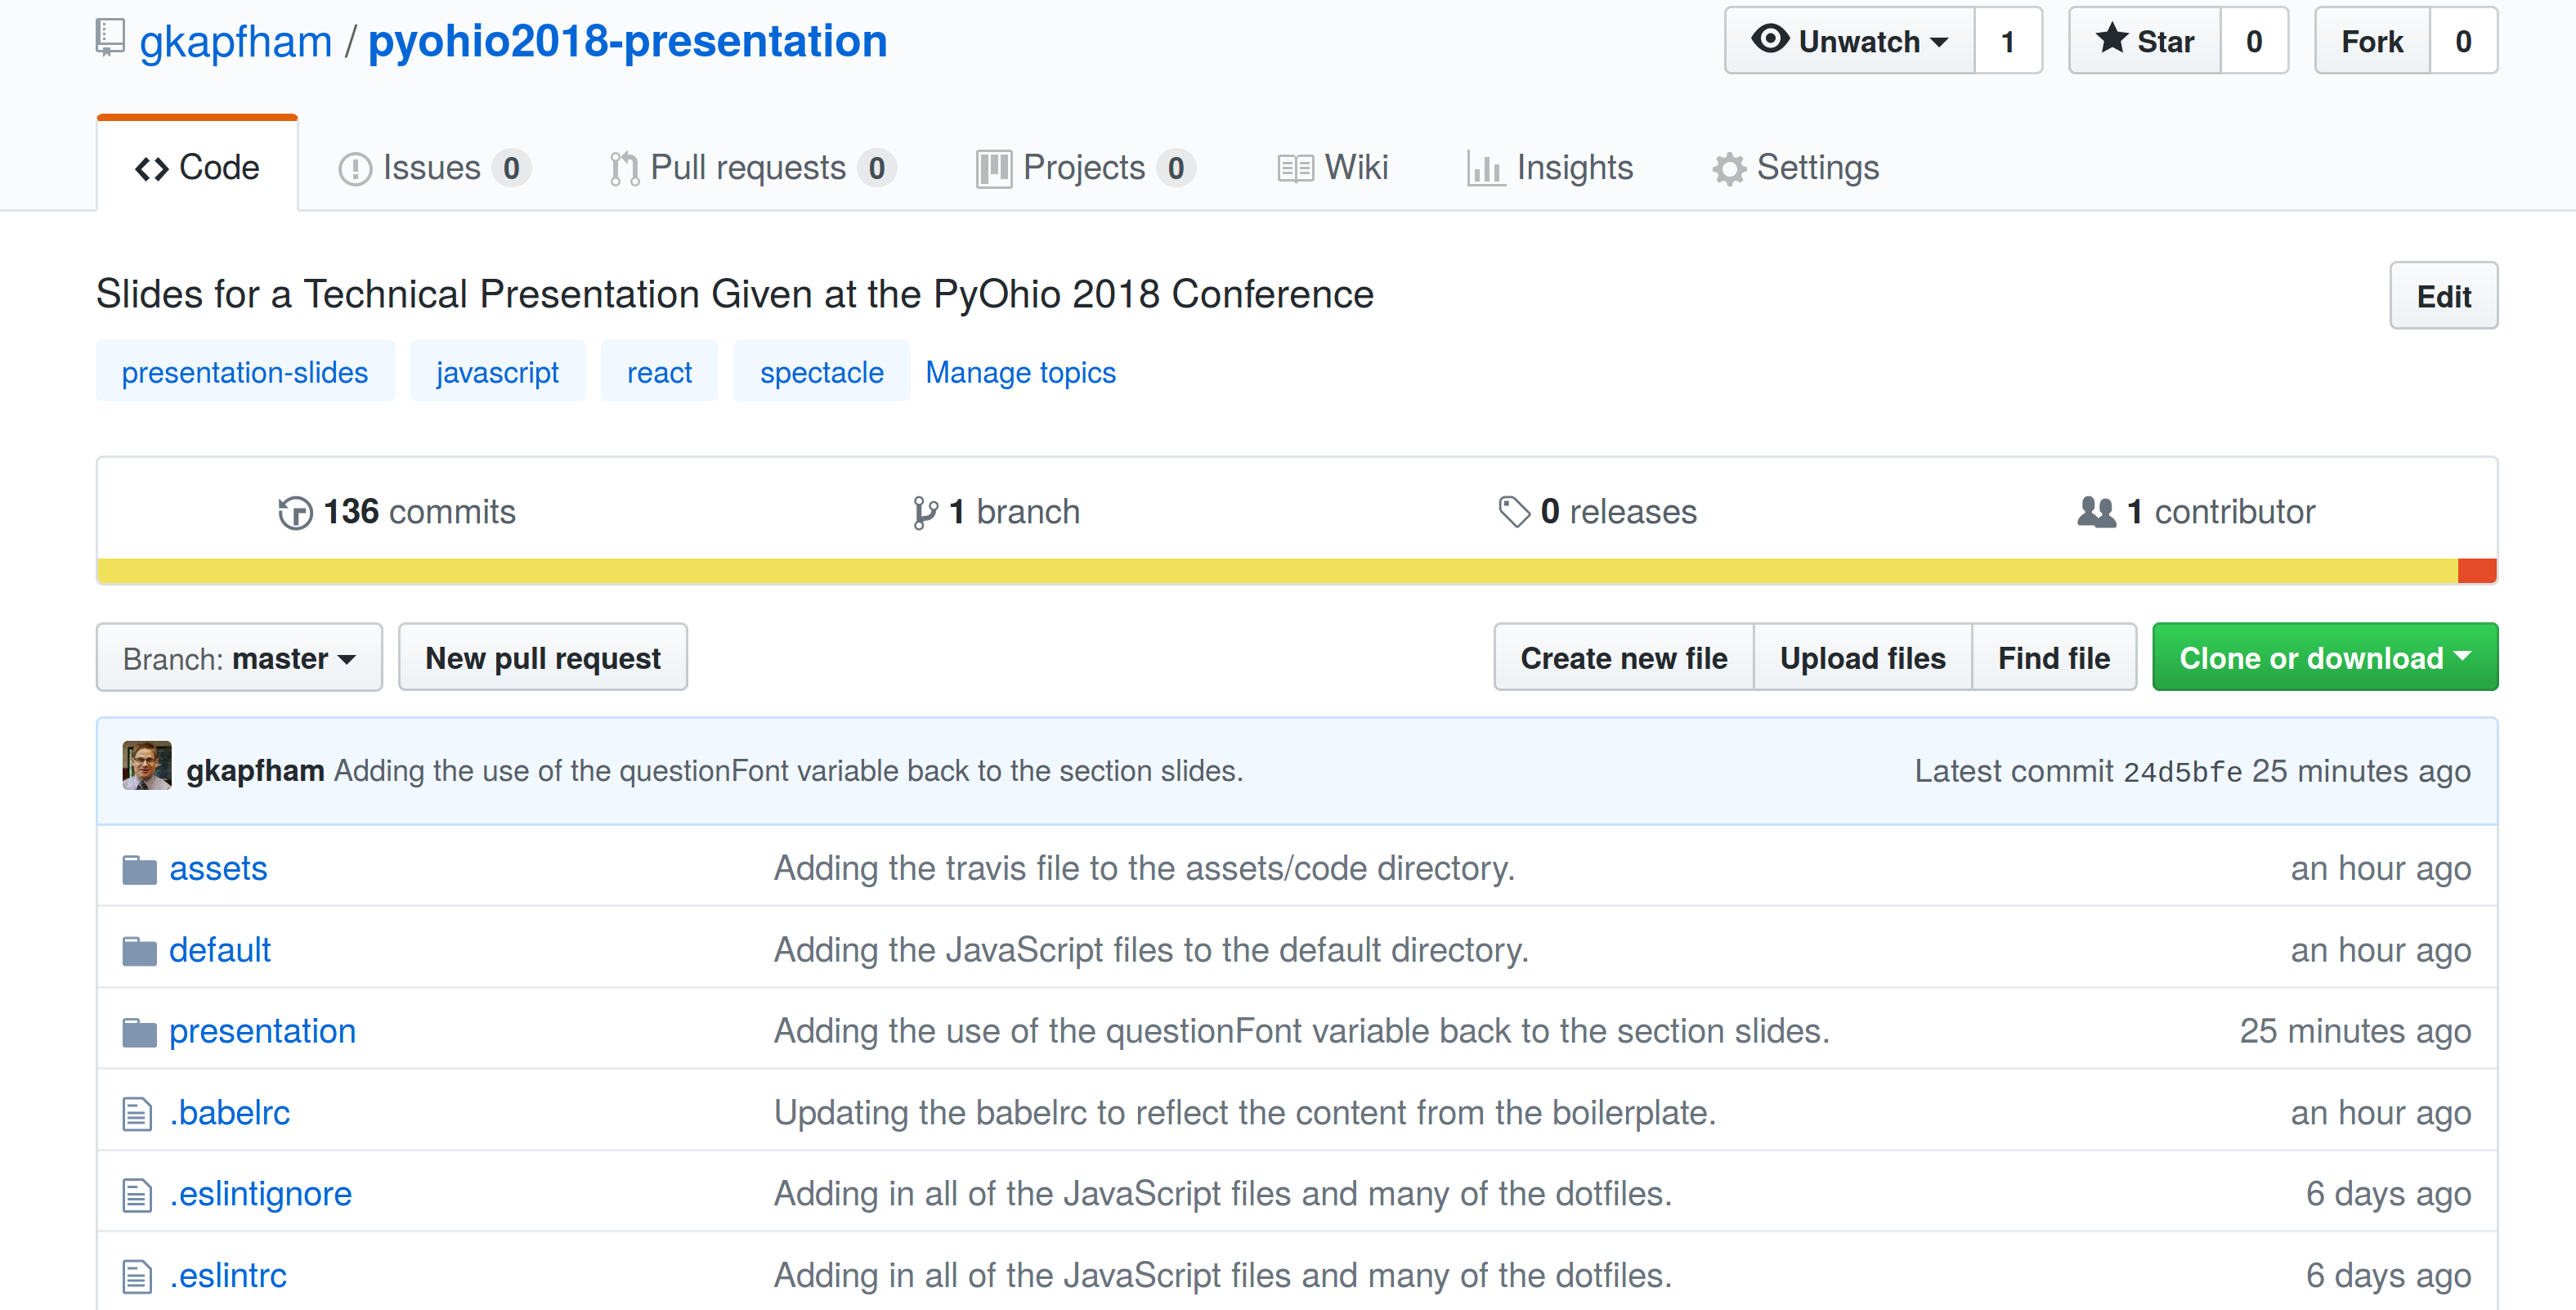 gkapfham / pyohio2018-presentation
Unwatch 1 Star 0 Fork 0
Code Issues 0 Pull requests 0 Projects 0 Wiki Insights Settings
Slides for a Technical Presentation Given at the PyOhio 2018 Conference
Edit
presentation-slides javascript react spectacle Manage topics
136 commits 1 branch 0 releases 1 contributor
Branch: master New pull request Create new file Upload files Find file Clone or download
gkapfham Adding the use of the questionFont variable back to the section slides. Latest commit 24d5bfe 25 minutes ago
assets Adding the travis file to the assets/code directory. an hour ago
default Adding the JavaScript files to the default directory. an hour ago
presentation Adding the use of the questionFont variable back to the section slides. 25 minutes ago
.babelrc Updating the babelrc to reflect the content from the boilerplate. an hour ago
.eslintignore Adding in all of the JavaScript files and many of the dotfiles. 6 days ago
.eslintrc Adding in all of the JavaScript files and many of the dotfiles. 6 days ago